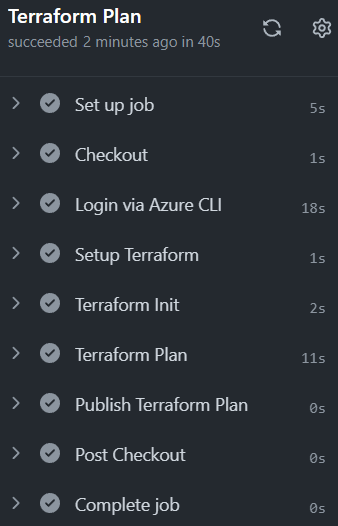 Terraform Plan
succeeded 2 minutes ago in 40s
Set up job 5s
Checkout 1s
Login via Azure CLI 18s
Setup Terraform 1s
Terraform Init 2s
Terraform Plan 11s
Publish Terraform Plan 0s
Post Checkout 0s
Complete job 0s